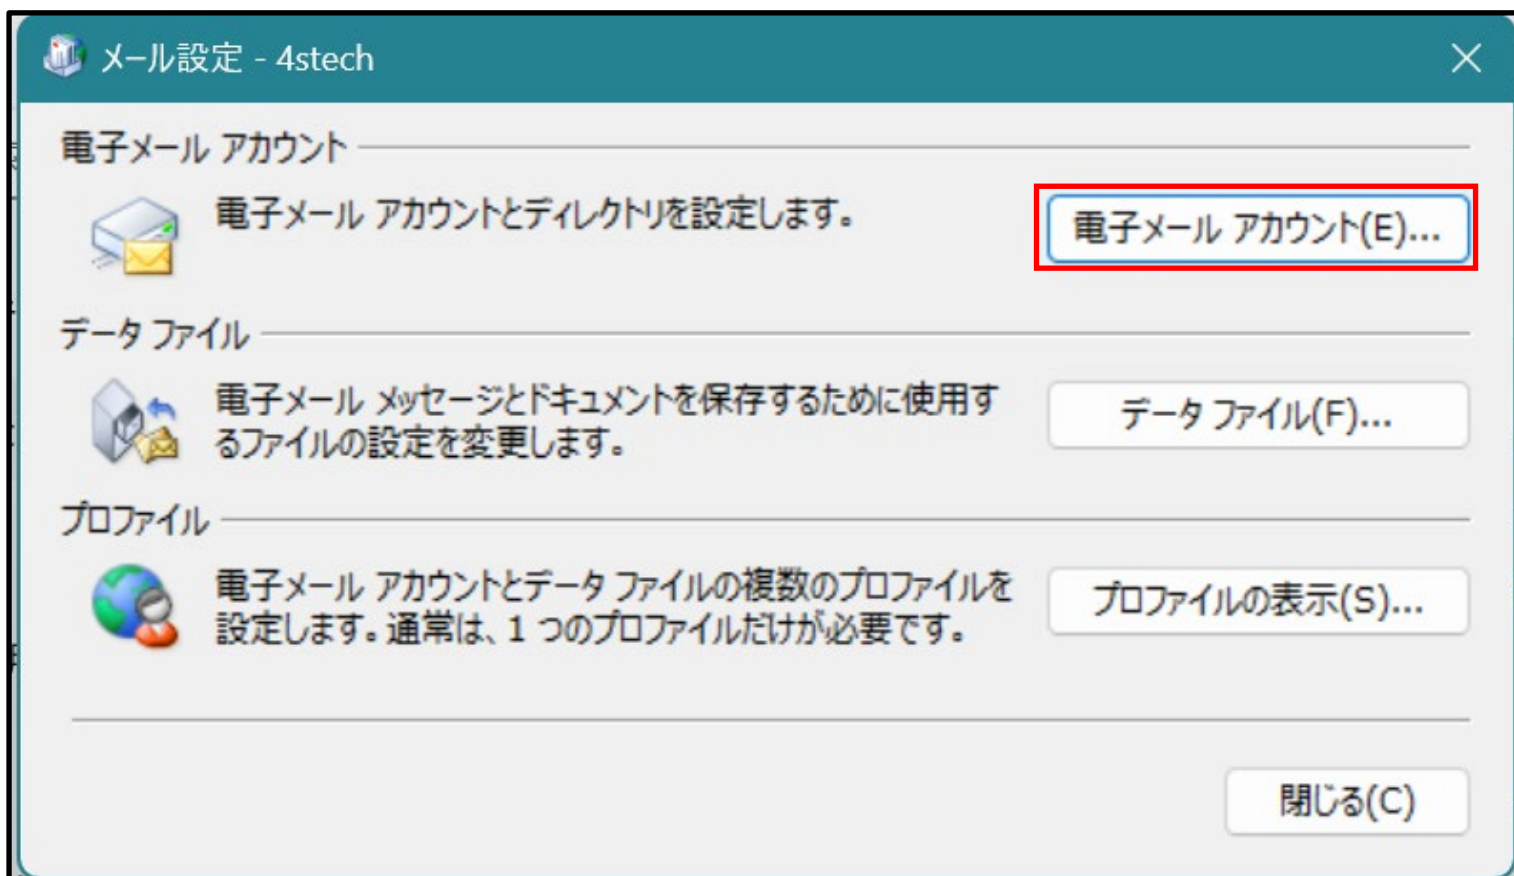 メール設定 - 4stech
電子メール アカウント
電子メール アカウントとディレクトリを設定します。
電子メール アカウント(E)...
データ ファイル
電子メール メッセージとドキュメントを保存するために使用す
るファイルの設定を変更します。
データ ファイル(F)...
プロファイル
電子メール アカウントとデータ ファイルの複数のプロファイルを
設定します。通常は、1 つのプロファイルだけが必要です。
プロファイルの表示(S)...
閉じる(C)